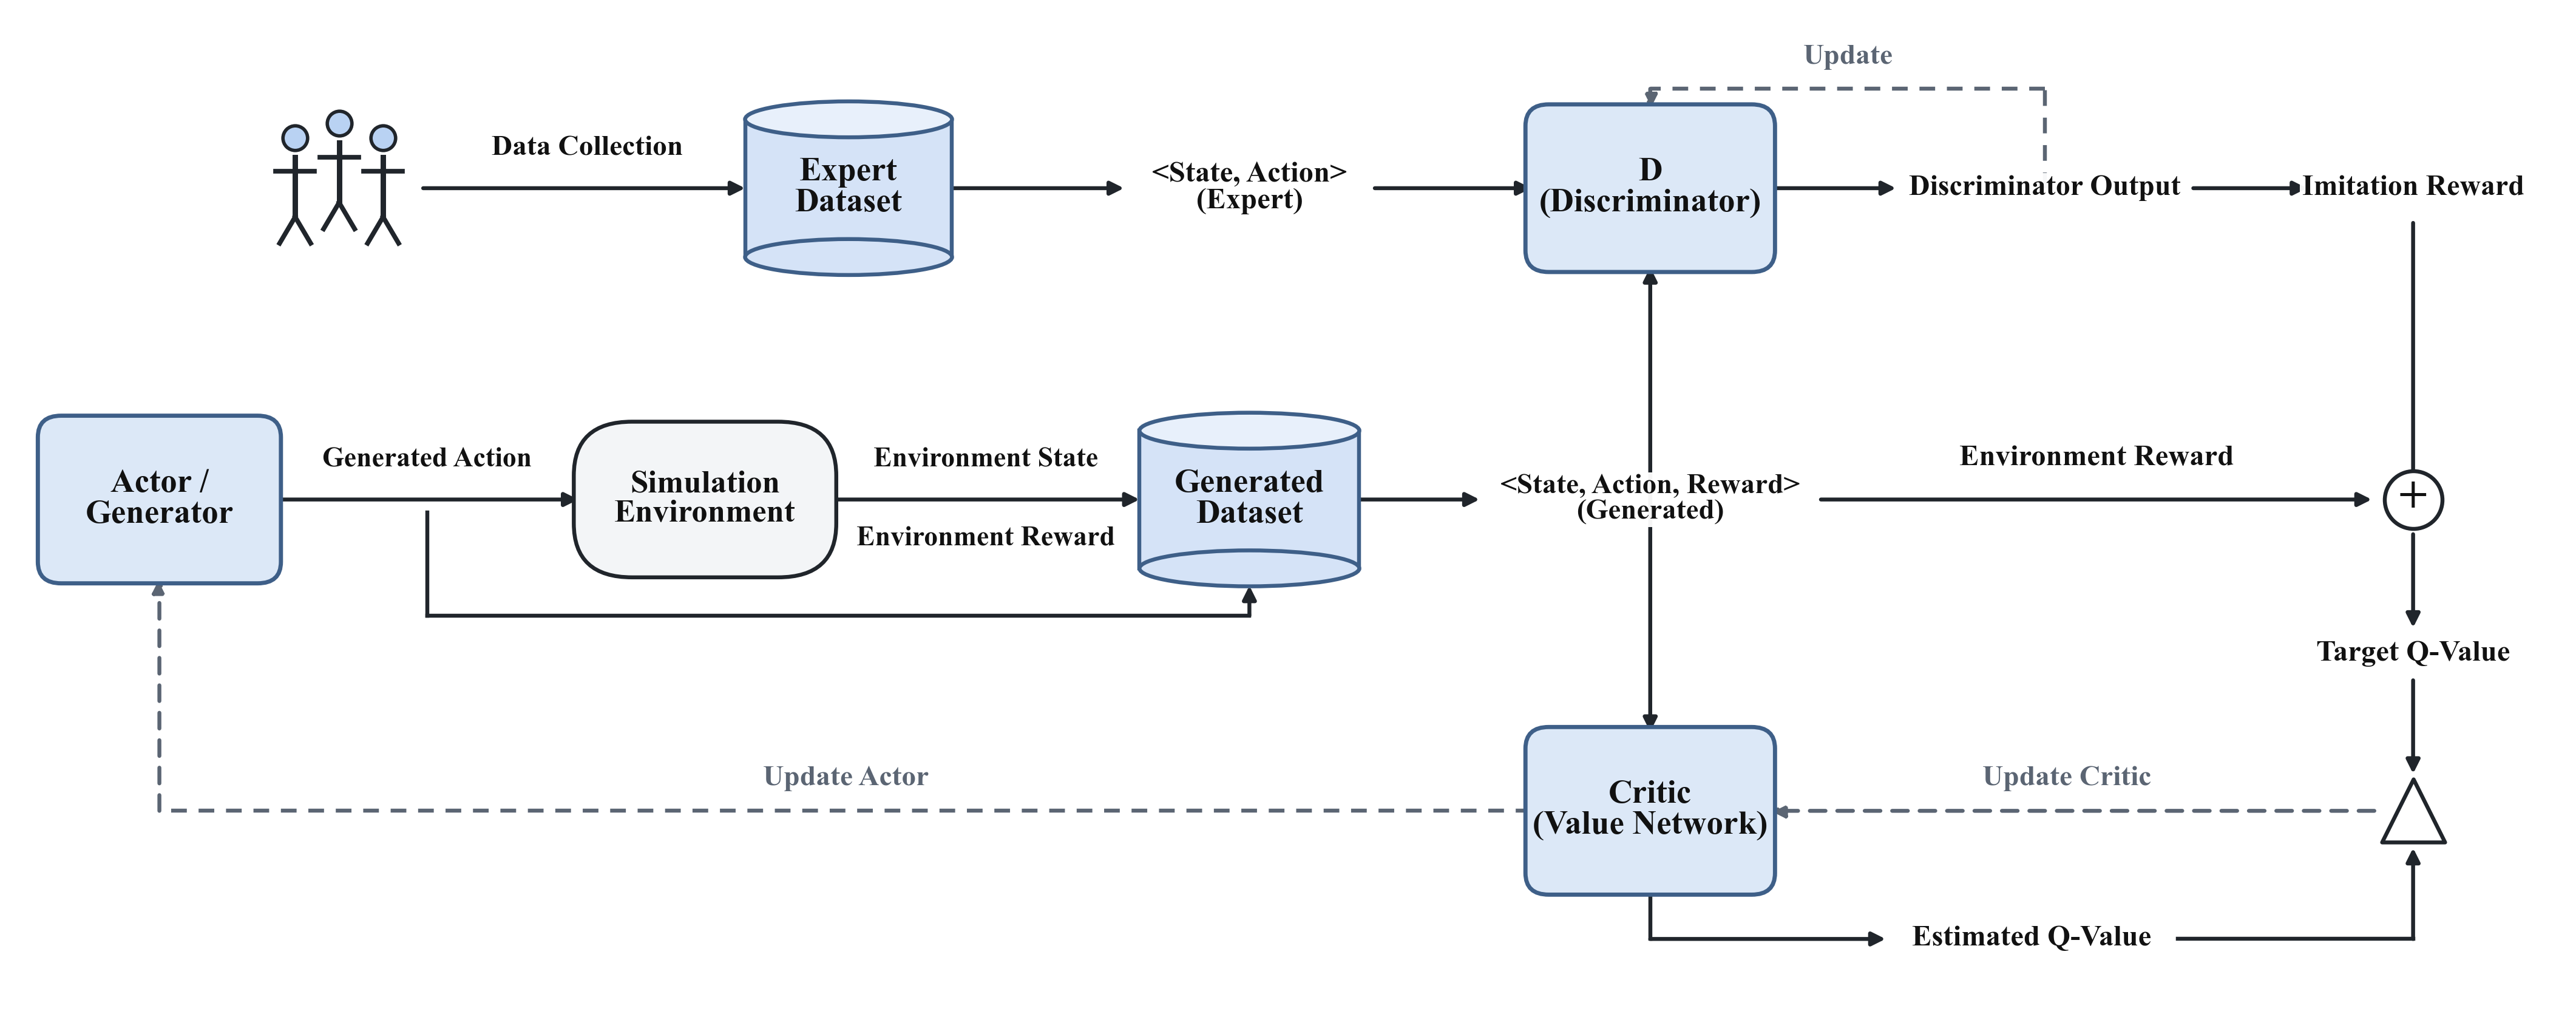 Update
Data Collection
Expert
Dataset
<State, Action>
(Expert)
D
(Discriminator)
Discriminator Output
Imitation Reward
Actor /
Generator
Generated Action
Simulation
Environment
Environment State
Environment Reward
Generated
Dataset
<State, Action, Reward>
(Generated)
Environment Reward
+
Target Q-Value
Update Actor
Critic
(Value Network)
Update Critic
Estimated Q-Value